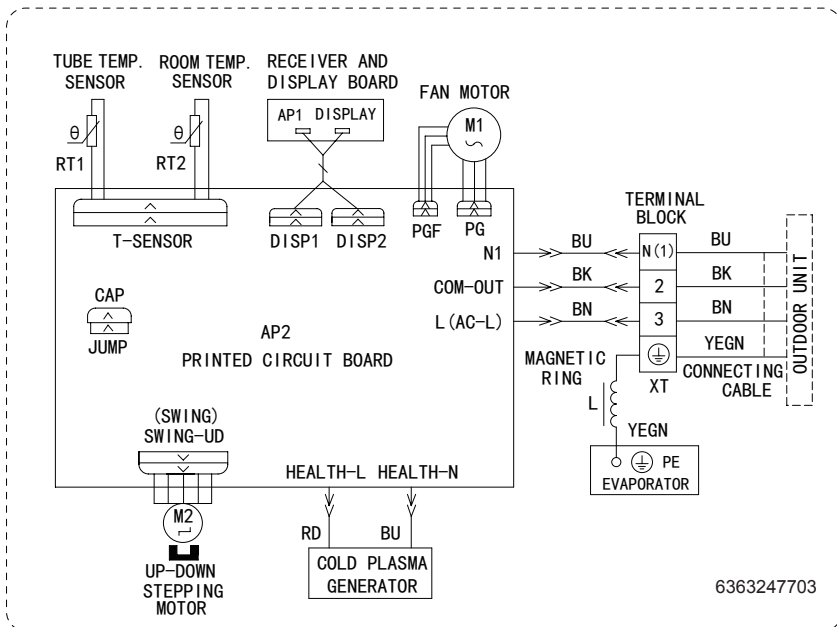 TUBE TEMP.
SENSOR
ROOM TEMP.
SENSOR
RECEIVER AND
DISPLAY BOARD
AP1 DISPLAY
FAN MOTOR
M1
θ
RT1
θ
RT2
T-SENSOR
DISP1
DISP2
PGF
PG
TERMINAL
BLOCK
N1
BU
N(1)
BU
COM-OUT
BK
2
BK
L(AC-L)
BN
3
BN
YEGN
XT
CONNECTING
CABLE
OUTDOOR UNIT
CAP
JUMP
AP2
PRINTED CIRCUIT BOARD
MAGNETIC
RING
L
YEGN
PE
EVAPORATOR
(SWING)
SWING-UD
M2
UP-DOWN
STEPPING
MOTOR
HEALTH-L
HEALTH-N
RD
BU
COLD PLASMA
GENERATOR
6363247703